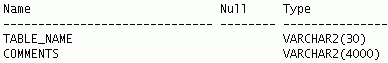 Name                           Null     Type
------------------------------ -------- --------------
TABLE_NAME                              VARCHAR2(30)
COMMENTS                                VARCHAR2(4000)